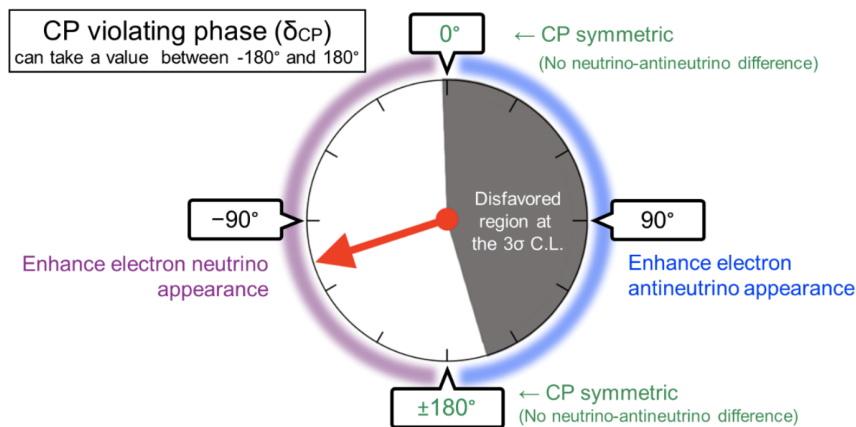 CP violating phase (δCP)
can take a value between -180° and 180°
0°
← CP symmetric
(No neutrino-antineutrino difference)
Disfavored
region at
the 3σ C.L.
−90°
90°
Enhance electron neutrino
appearance
Enhance electron
antineutrino appearance
±180°
← CP symmetric
(No neutrino-antineutrino difference)